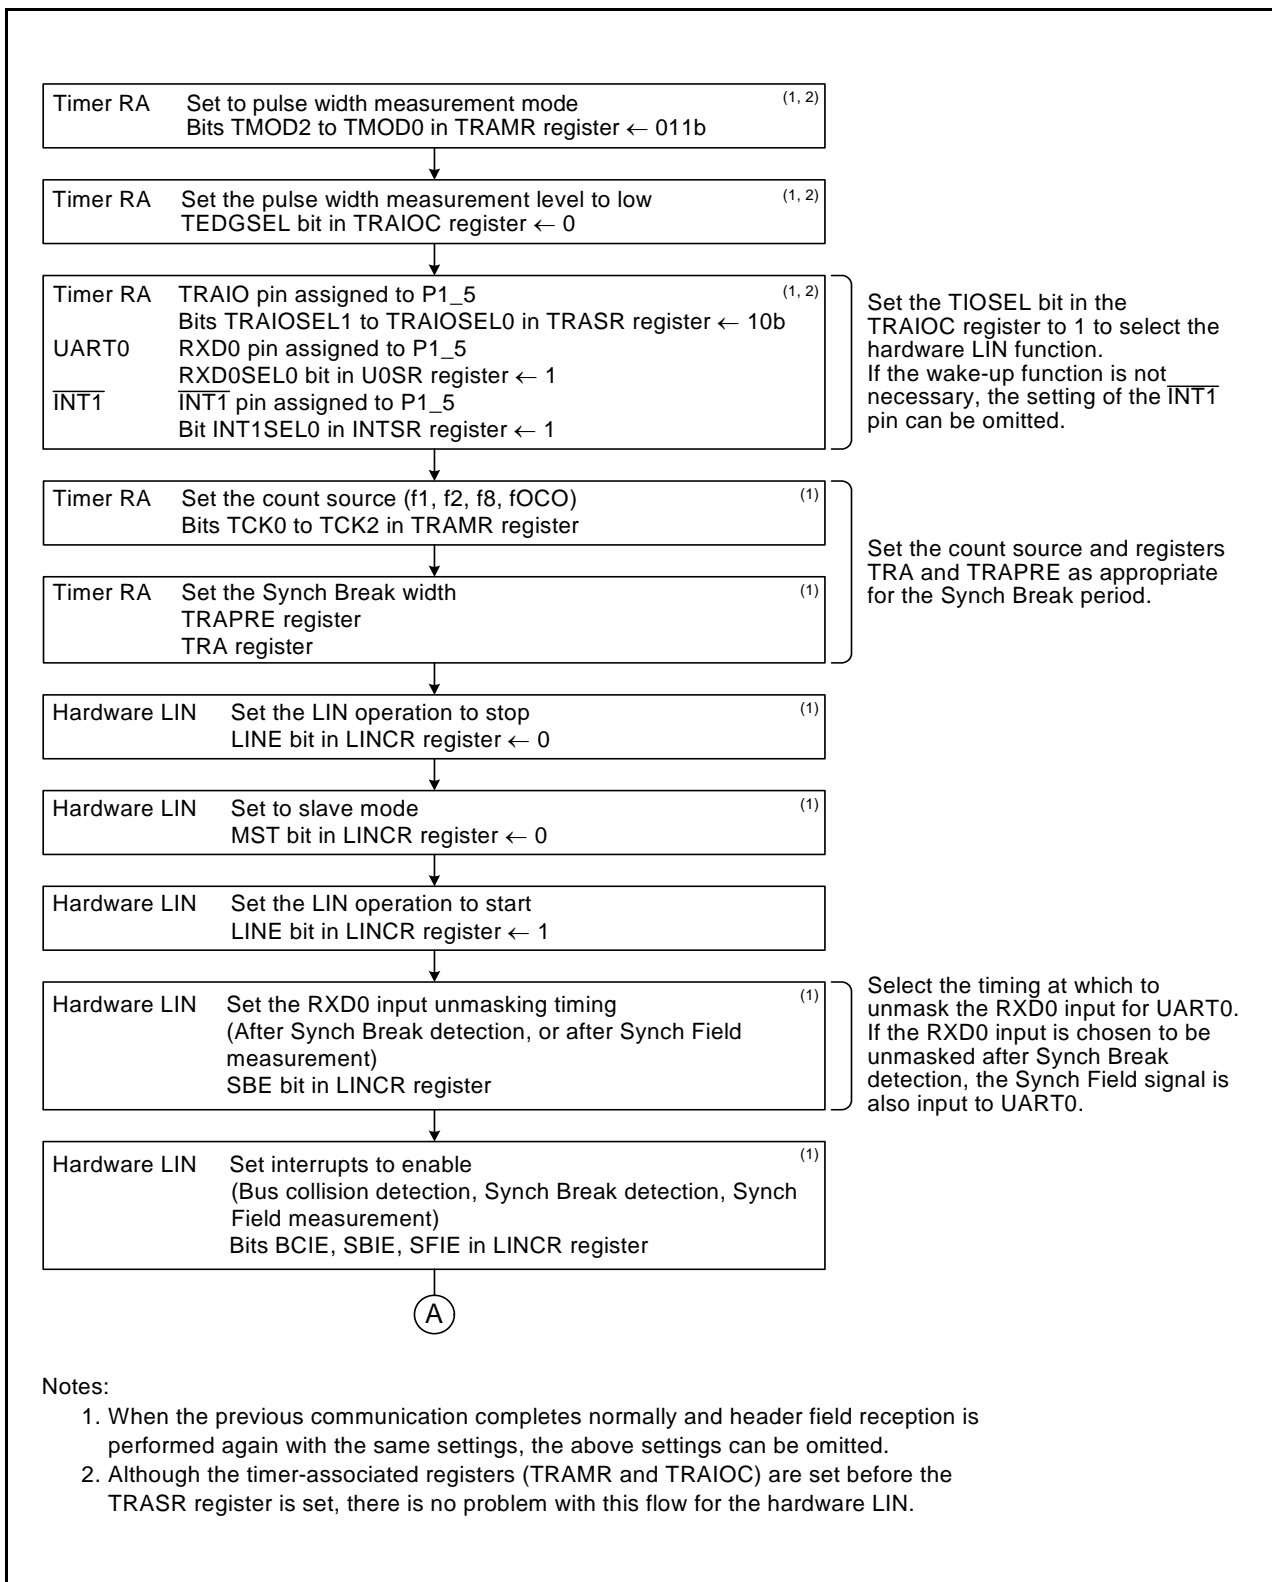 Timer RA Set to pulse width measurement mode (1, 2)
Bits TMOD2 to TMOD0 in TRAMR register ← 011b
Timer RA Set the pulse width measurement level to low (1, 2)
TEDGSEL bit in TRAIOC register ← 0
Timer RA TRAIO pin assigned to P1_5 (1, 2)
Bits TRAIOSEL1 to TRAIOSEL0 in TRASR register ← 10b
UART0 RXD0 pin assigned to P1_5
RXD0SEL0 bit in U0SR register ← 1
INT1 INT1 pin assigned to P1_5
Bit INT1SEL0 in INTSR register ← 1
Set the TIOSEL bit in the
TRAIOC register to 1 to select the
hardware LIN function.
If the wake-up function is not
necessary, the setting of the INT1
pin can be omitted.
Timer RA Set the count source (f1, f2, f8, fOCO) (1)
Bits TCK0 to TCK2 in TRAMR register
Timer RA Set the Synch Break width (1)
TRAPRE register
TRA register
Set the count source and registers
TRA and TRAPRE as appropriate
for the Synch Break period.
Hardware LIN Set the LIN operation to stop (1)
LINE bit in LINCR register ← 0
Hardware LIN Set to slave mode (1)
MST bit in LINCR register ← 0
Hardware LIN Set the LIN operation to start
LINE bit in LINCR register ← 1
Hardware LIN Set the RXD0 input unmasking timing (1)
(After Synch Break detection, or after Synch Field
measurement)
SBE bit in LINCR register
Select the timing at which to
unmask the RXD0 input for UART0.
If the RXD0 input is chosen to be
unmasked after Synch Break
detection, the Synch Field signal is
also input to UART0.
Hardware LIN Set interrupts to enable (1)
(Bus collision detection, Synch Break detection, Synch
Field measurement)
Bits BCIE, SBIE, SFIE in LINCR register
A
Notes:
1. When the previous communication completes normally and header field reception is
performed again with the same settings, the above settings can be omitted.
2. Although the timer-associated registers (TRAMR and TRAIOC) are set before the
TRASR register is set, there is no problem with this flow for the hardware LIN.